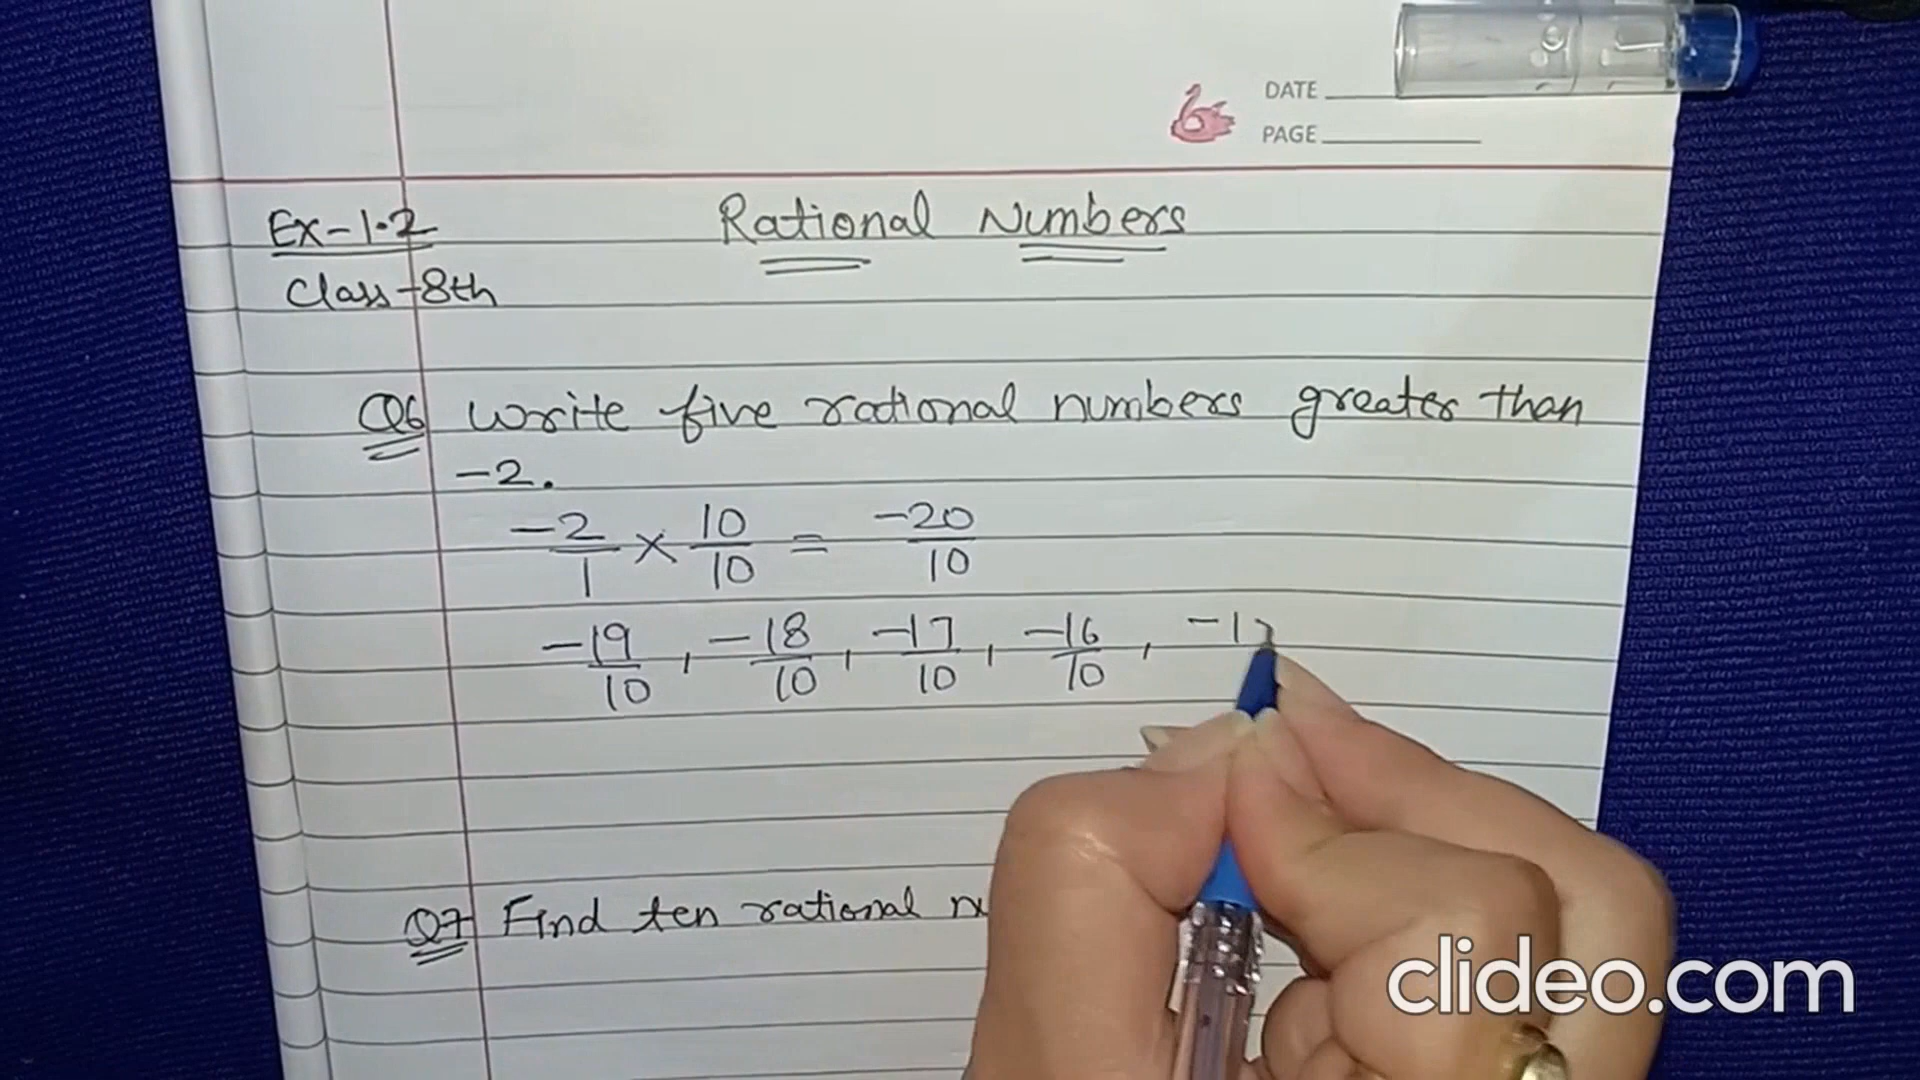 DATE
PAGE
Ex-1.2
Rational Numbers
Class-8th
Q6 Write five rational numbers greater than
-2.
-2/1 × 10/10 = -20/10
-19/10, -18/10, -17/10, -16/10,
Q7 Find ten rational
clideo.com